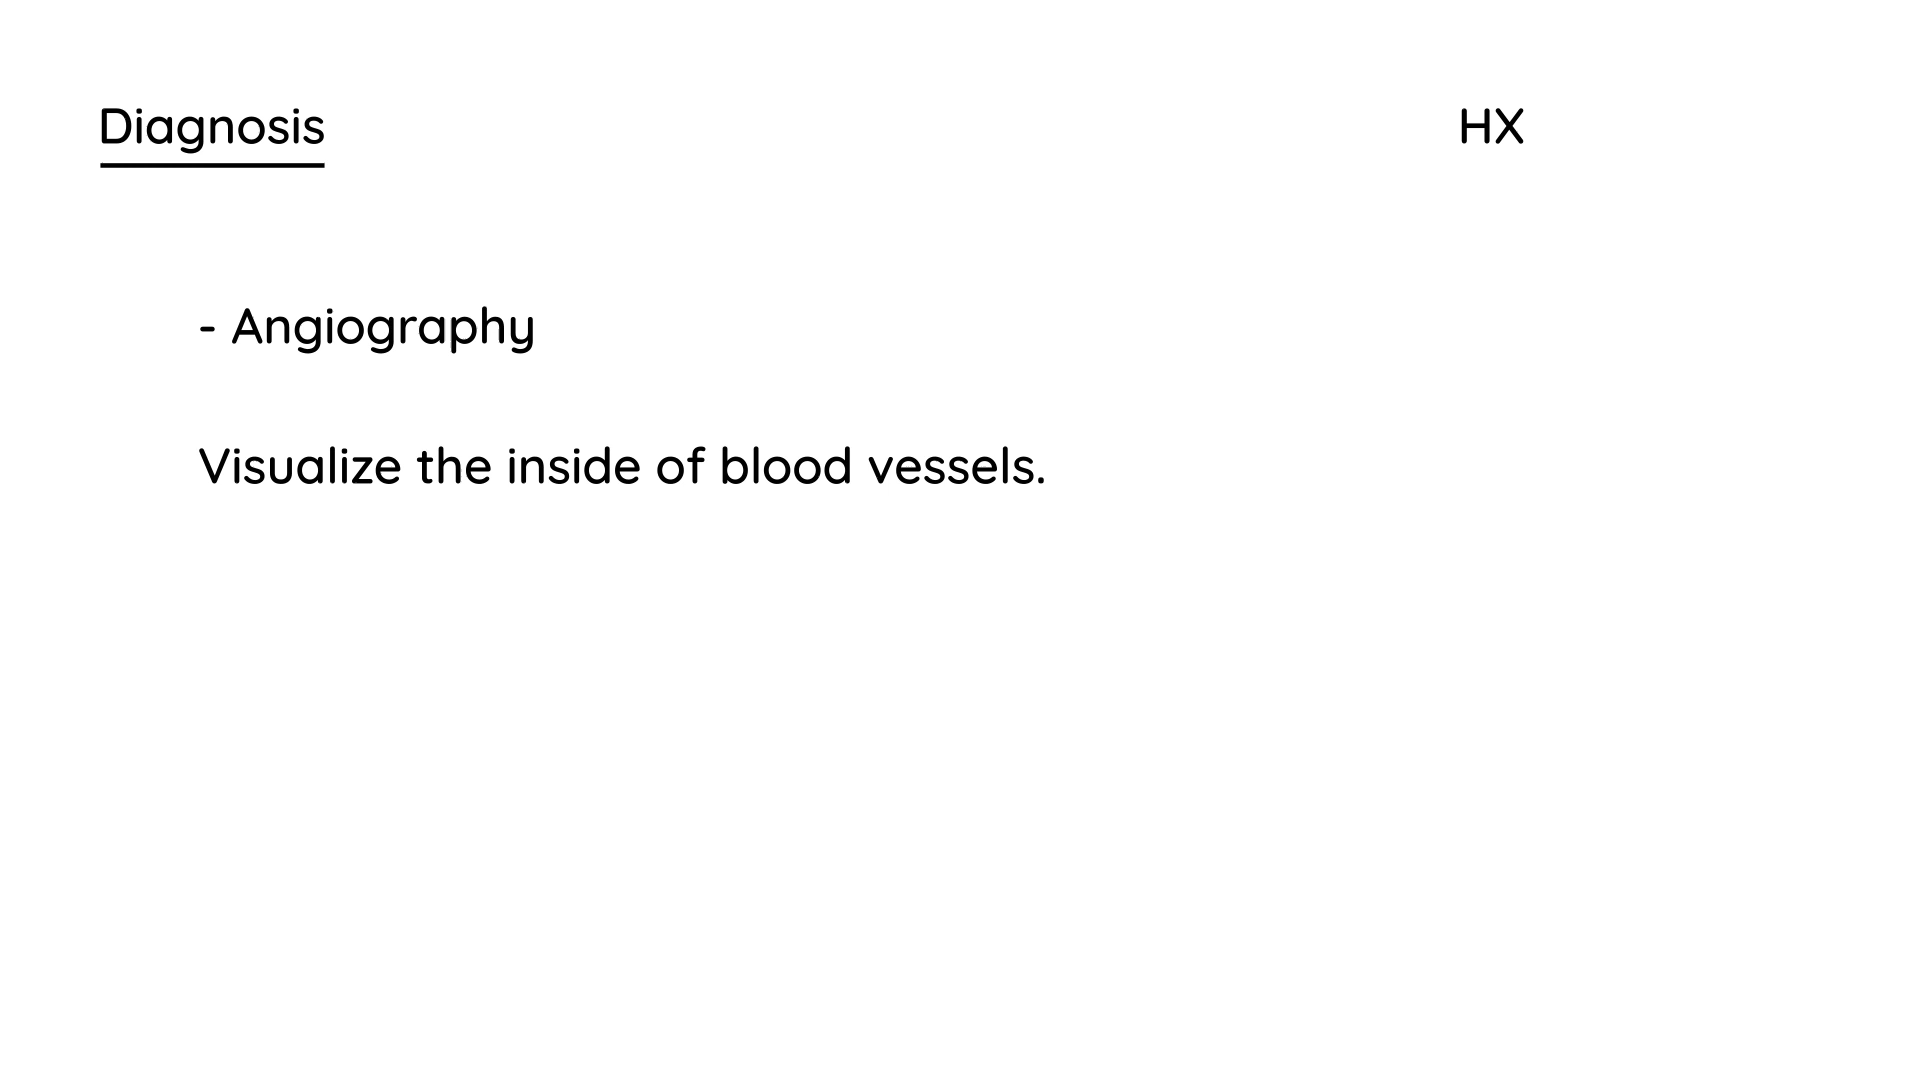 Diagnosis
HX
- Angiography
Visualize the inside of blood vessels.